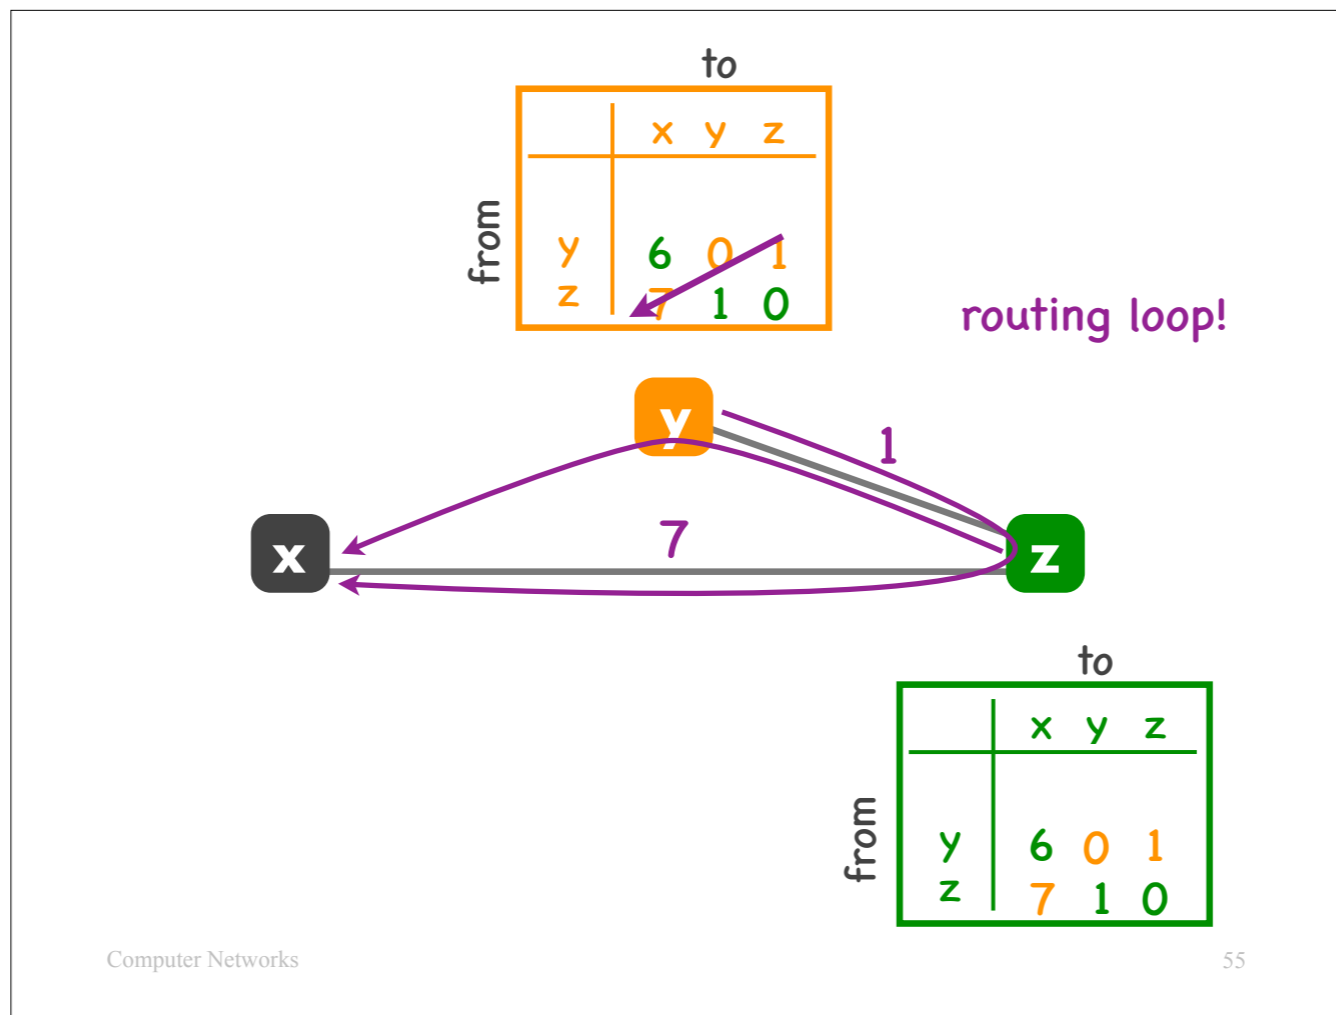 to
x y z
from
y 6 0 1
z 7 1 0
routing loop!
y
1
7
x
z
to
x y z
from
y 6 0 1
z 7 1 0
Computer Networks
55